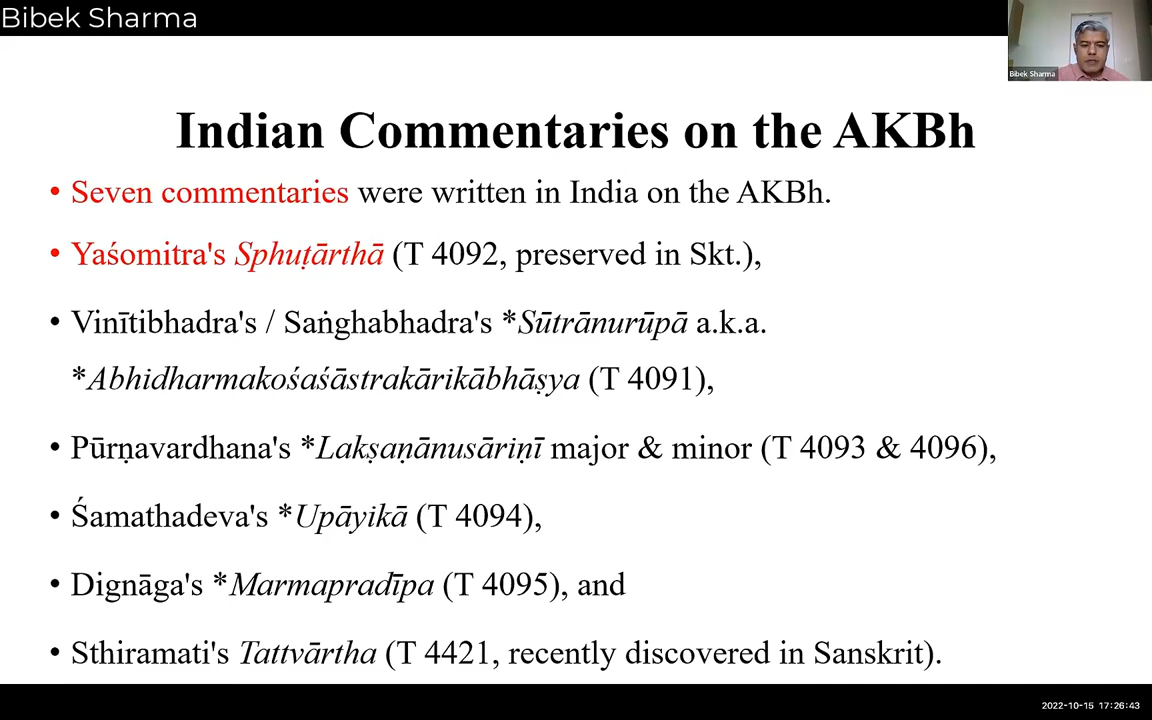 Bibek Sharma
Bibek Sharma
Indian Commentaries on the AKBh
• Seven commentaries were written in India on the AKBh.
• Yaśomitra's Sphuṭārthā (T 4092, preserved in Skt.),
• Vinītibhadra's / Saṅghabhadra's *Sūtrānurūpā a.k.a.
*Abhidharmakośaśāstrakārikābhāṣya (T 4091),
• Pūrṇavardhana's *Lakṣaṇānusāriṇī major & minor (T 4093 & 4096),
• Śamathadeva's *Upāyikā (T 4094),
• Dignāga's *Marmapradīpa (T 4095), and
• Sthiramati's Tattvārtha (T 4421, recently discovered in Sanskrit).
2022-10-15 17:26:43